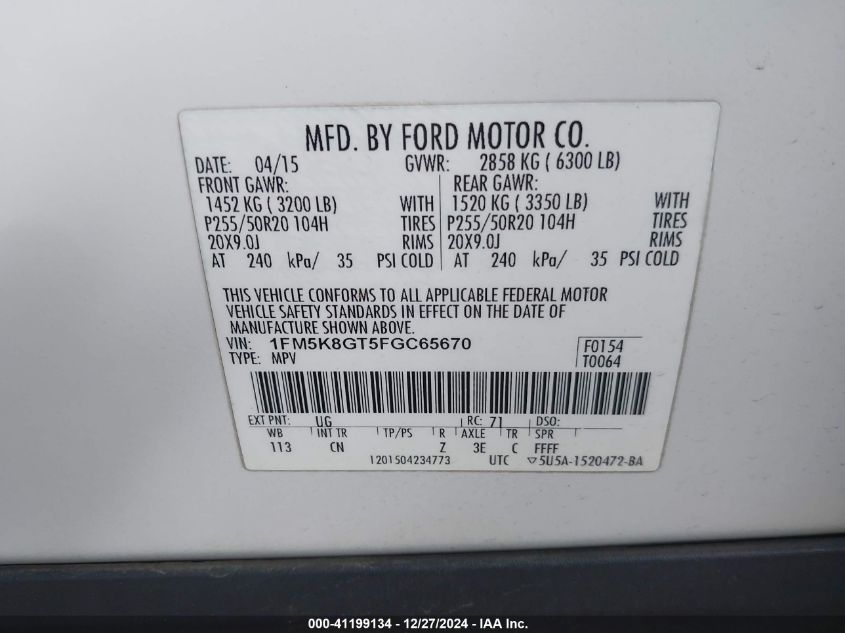 MFD. BY FORD MOTOR CO.
DATE: 04/15 GVWR: 2858 KG ( 6300 LB)
FRONT GAWR: REAR GAWR:
1452 KG ( 3200 LB) WITH 1520 KG ( 3350 LB) WITH
P255/50R20 104H TIRES P255/50R20 104H TIRES
20X9.0J RIMS 20X9.0J RIMS
AT 240 kPa/ 35 PSI COLD AT 240 kPa/ 35 PSI COLD
THIS VEHICLE CONFORMS TO ALL APPLICABLE FEDERAL MOTOR
VEHICLE SAFETY STANDARDS IN EFFECT ON THE DATE OF
MANUFACTURE SHOWN ABOVE.
VIN: 1FM5K8GT5FGC65670 F0154
TYPE: MPV T0064
EXT PNT: UG RC: 71 DSO:
WB INT TR TP/PS R AXLE TR SPR
113 CN Z 3E C FFFF
1201504234773 UTC ▽5U5A-1520472-BA
000-41199134 - 12/27/2024 - IAA Inc.